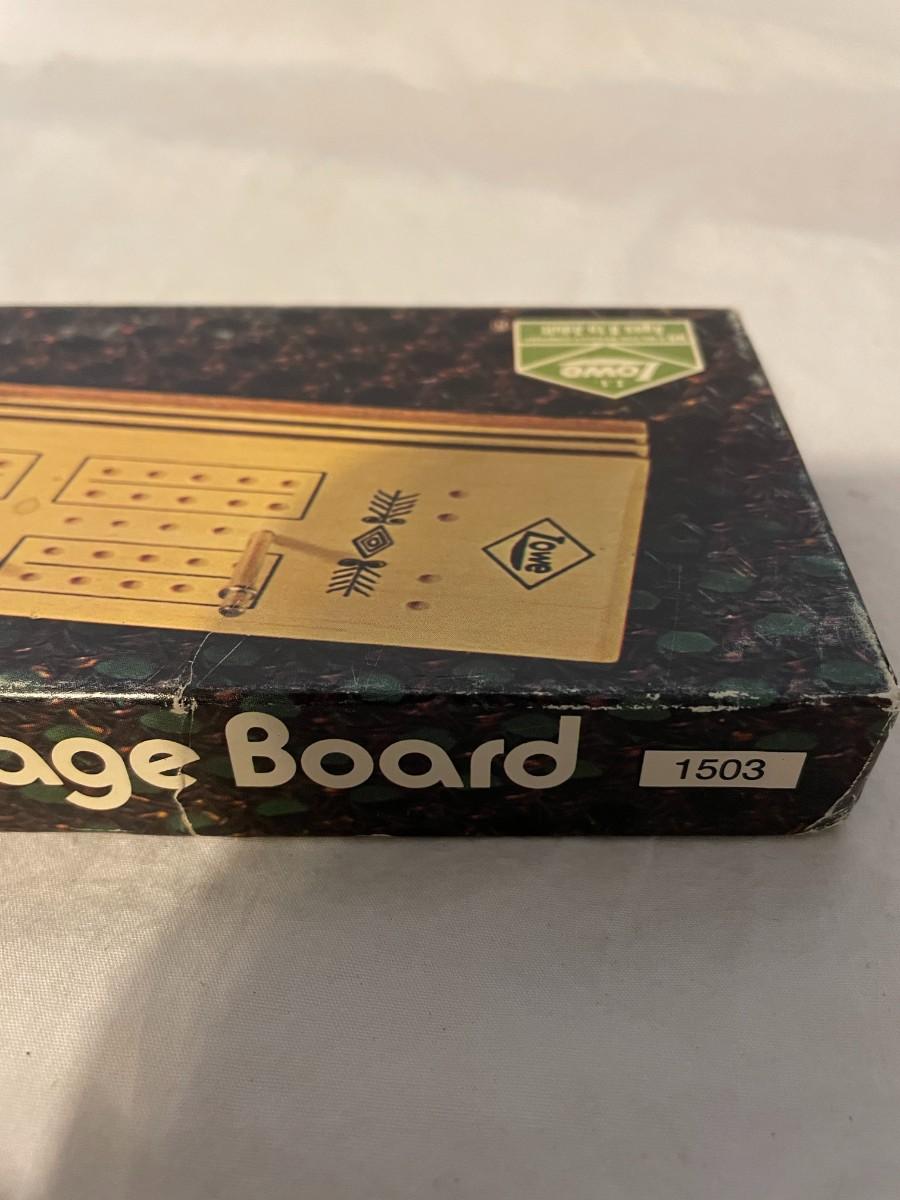 Ages 8 to Adult
Lowe
Lowe
age Board
1503